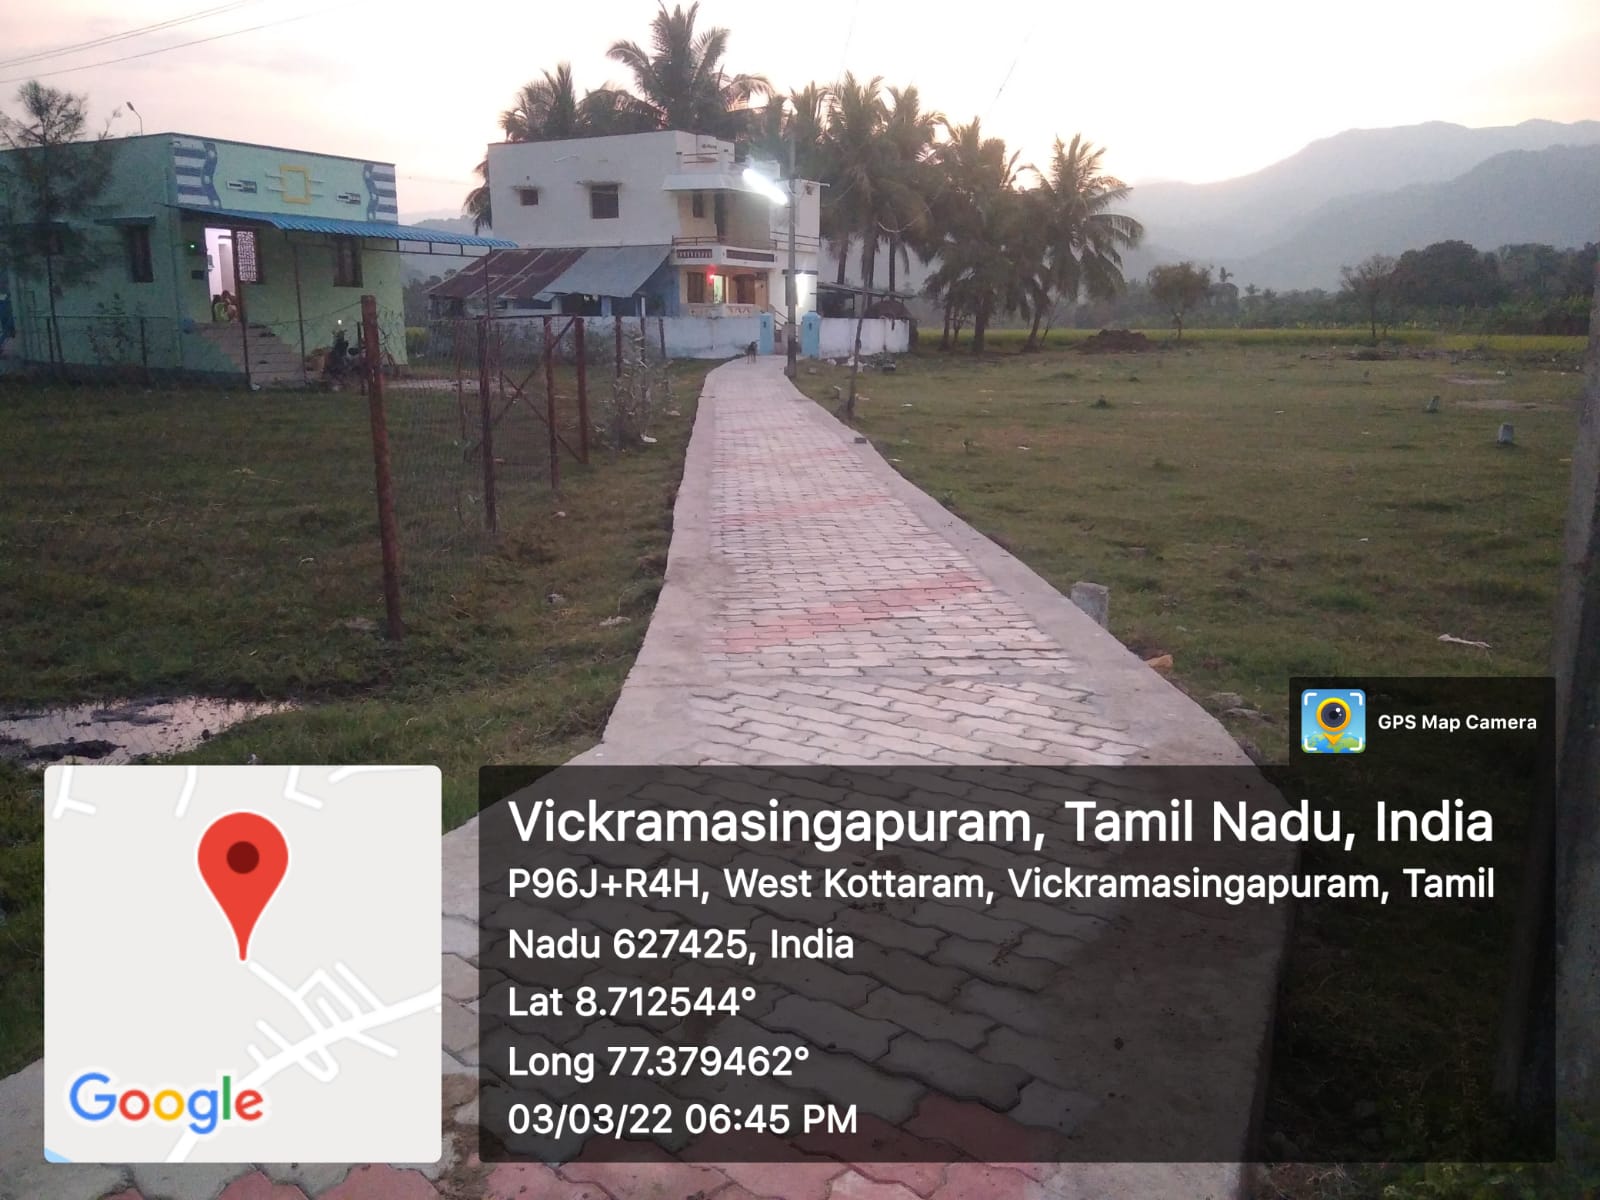 GPS Map Camera
Vickramasingapuram, Tamil Nadu, India
P96J+R4H, West Kottaram, Vickramasingapuram, Tamil
Nadu 627425, India
Lat 8.712544°
Long 77.379462°
03/03/22 06:45 PM
Google